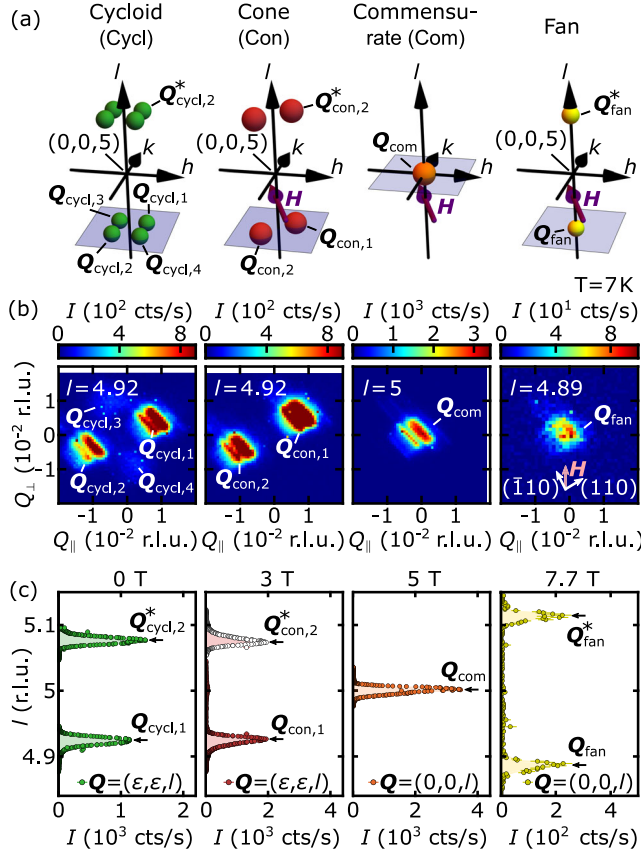 (a)
Cycloid
(Cycl)
Cone
(Con)
Commensu-
rate (Com)
Fan
l
Q*cycl,2
(0,0,5)
k
h
Qcycl,3
Qcycl,1
Qcycl,2
Qcycl,4
l
Q*con,2
(0,0,5)
k
h
H
Qcon,1
Qcon,2
l
Qcom
k
h
H
l
Q*fan
(0,0,5)
k
h
Qfan
T=7K
(b)
I (10² cts/s)
0 4 8
I (10² cts/s)
0 4 8
I (10³ cts/s)
0 1 2 3
I (10¹ cts/s)
0 4 8
Q⊥ (10⁻² r.l.u.)
1
0
1
l=4.92
Qcycl,3
Qcycl,1
Qcycl,2
Qcycl,4
l=4.92
Qcon,1
Qcon,2
l=5
Qcom
l=4.89
Qfan
H
(1̄10)
(110)
-1 0 1
-1 0 1
-1 0 1
-1 0 1
Q∥ (10⁻² r.l.u.)
Q∥ (10⁻² r.l.u.)
Q∥ (10⁻² r.l.u.)
Q∥ (10⁻² r.l.u.)
(c)
0 T
3 T
5 T
7.7 T
l (r.l.u.)
5.1
5
4.9
Q*cycl,2
Qcycl,1
Q=(ε,ε,l)
Q*con,2
Qcon,1
Q=(ε,ε,l)
Qcom
Q=(0,0,l)
Q*fan
Qfan
Q=(0,0,l)
0 1 2
0 2 4
0 2 4
0 2 4
I (10³ cts/s)
I (10³ cts/s)
I (10³ cts/s)
I (10² cts/s)